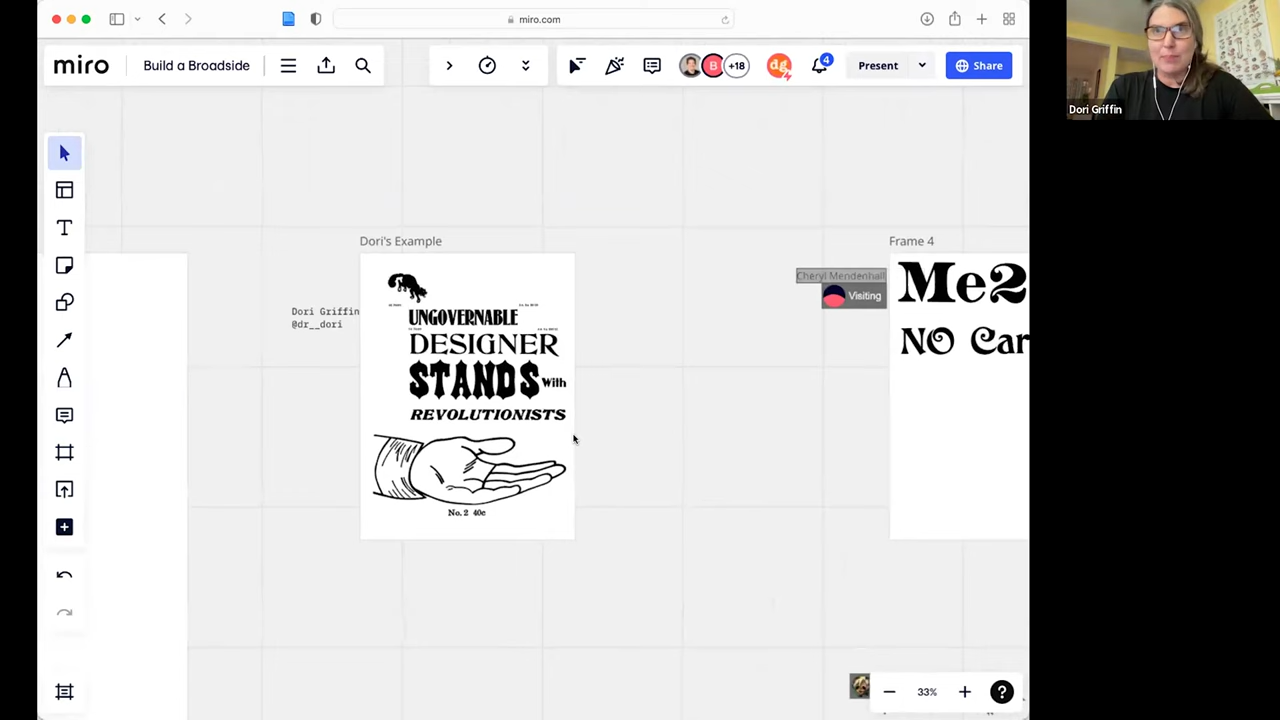 miro.com
miro
Build a Broadside
B
+18
dg
4
Present
Share
Dori Griffin
Dori's Example
Frame 4
Cheryl Mendenhall
Visiting
Me2
NO Car
Dori Griffin
@dr__dori
UNGOVERNABLE
DESIGNER
STANDS With
REVOLUTIONISTS
No. 2 40c
33%